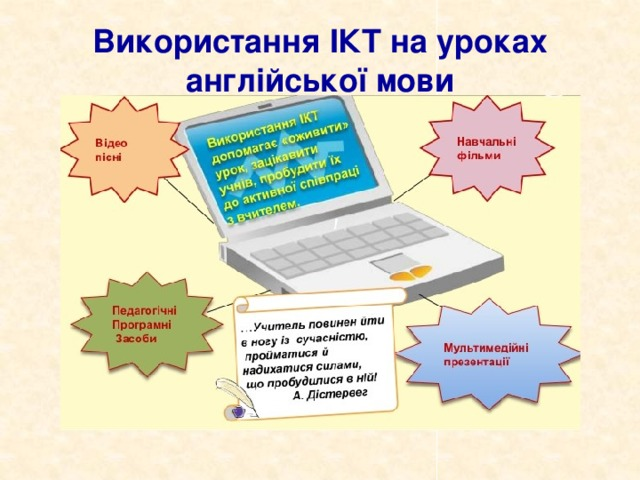 Використання ІКТ на уроках
англійської мови
Відео
пісні
Використання ІКТ
допомагає «оживити»
урок, зацікавити
учнів, пробудити їх
до активної співпраці
з вчителем.
Навчальні
фільми
Педагогічні
Програмні
Засоби
…Учитель повинен йти
в ногу із сучасністю,
пройматися й
надихатися силами,
що пробудилися в ній!
А. Дістервег
Мультимедійні
презентації